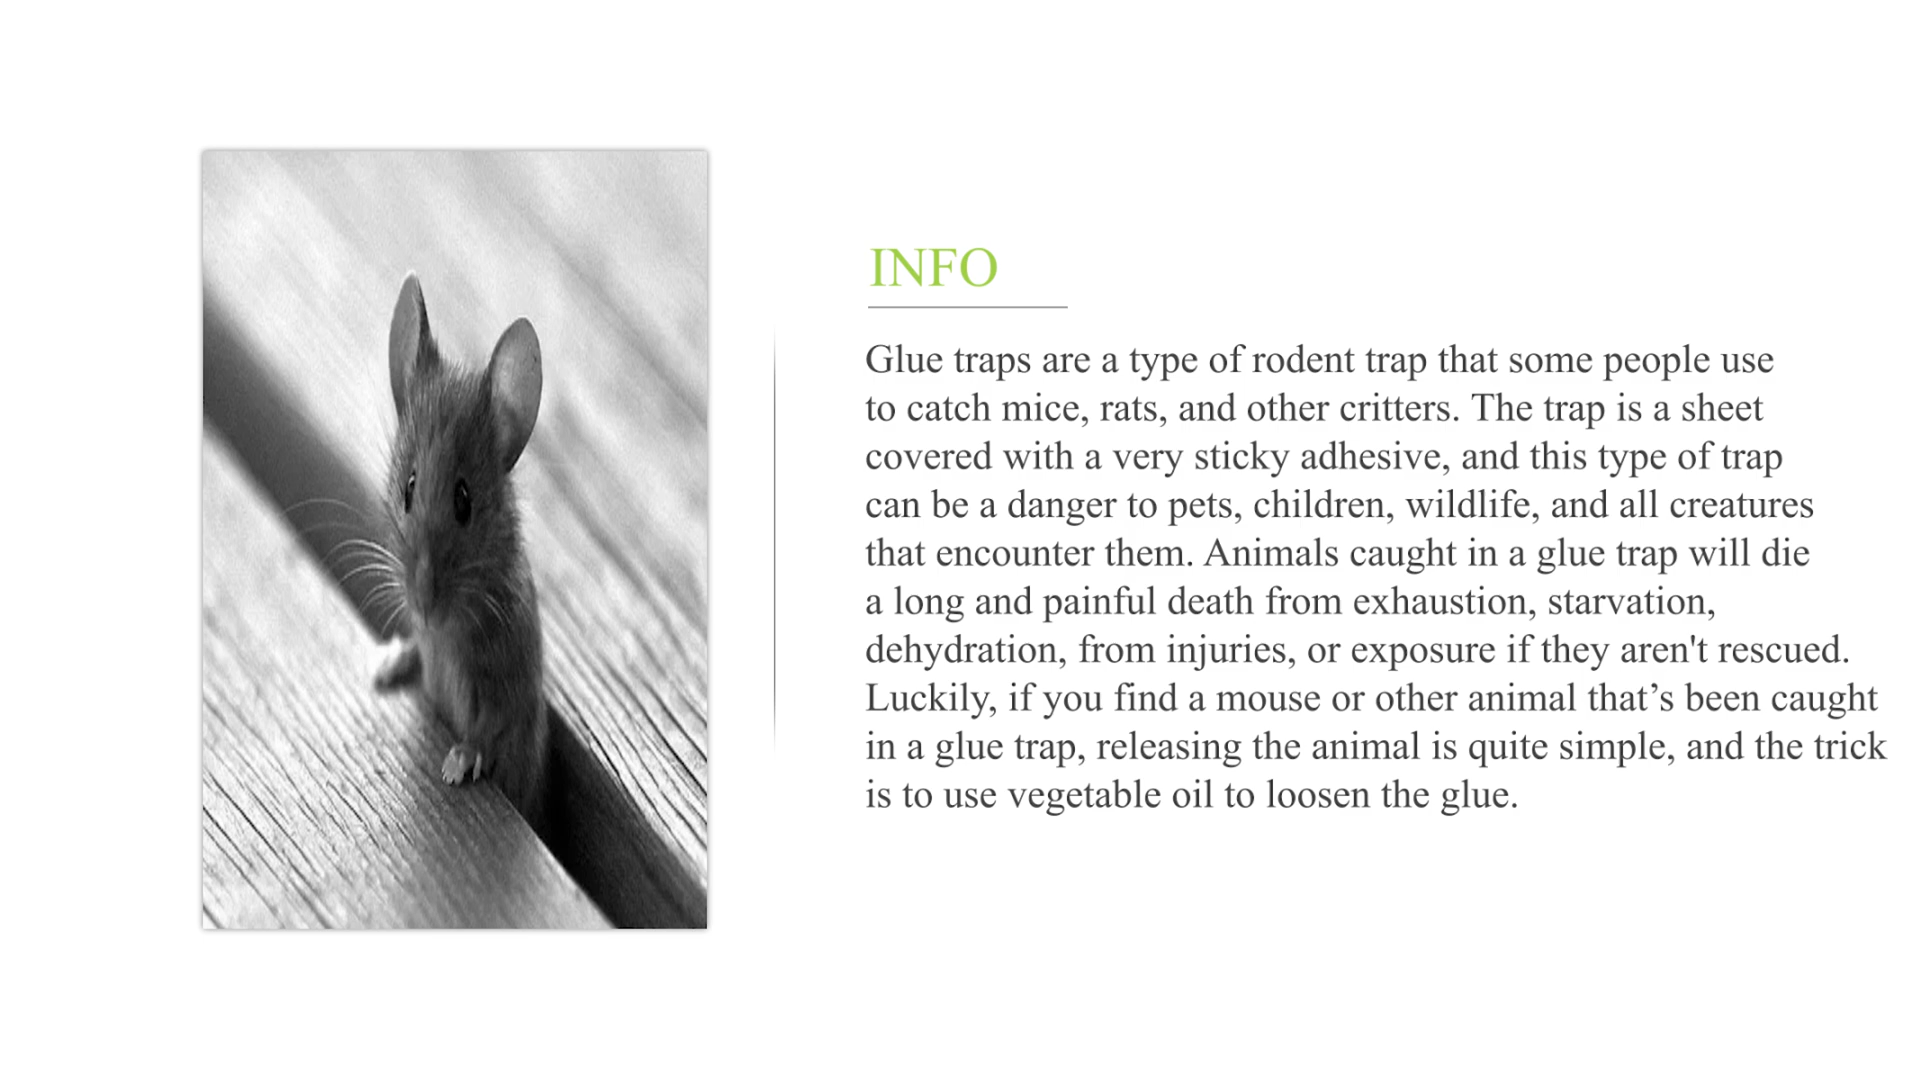 INFO
Glue traps are a type of rodent trap that some people use
to catch mice, rats, and other critters. The trap is a sheet
covered with a very sticky adhesive, and this type of trap
can be a danger to pets, children, wildlife, and all creatures
that encounter them. Animals caught in a glue trap will die
a long and painful death from exhaustion, starvation,
dehydration, from injuries, or exposure if they aren't rescued.
Luckily, if you find a mouse or other animal that’s been caught
in a glue trap, releasing the animal is quite simple, and the trick
is to use vegetable oil to loosen the glue.